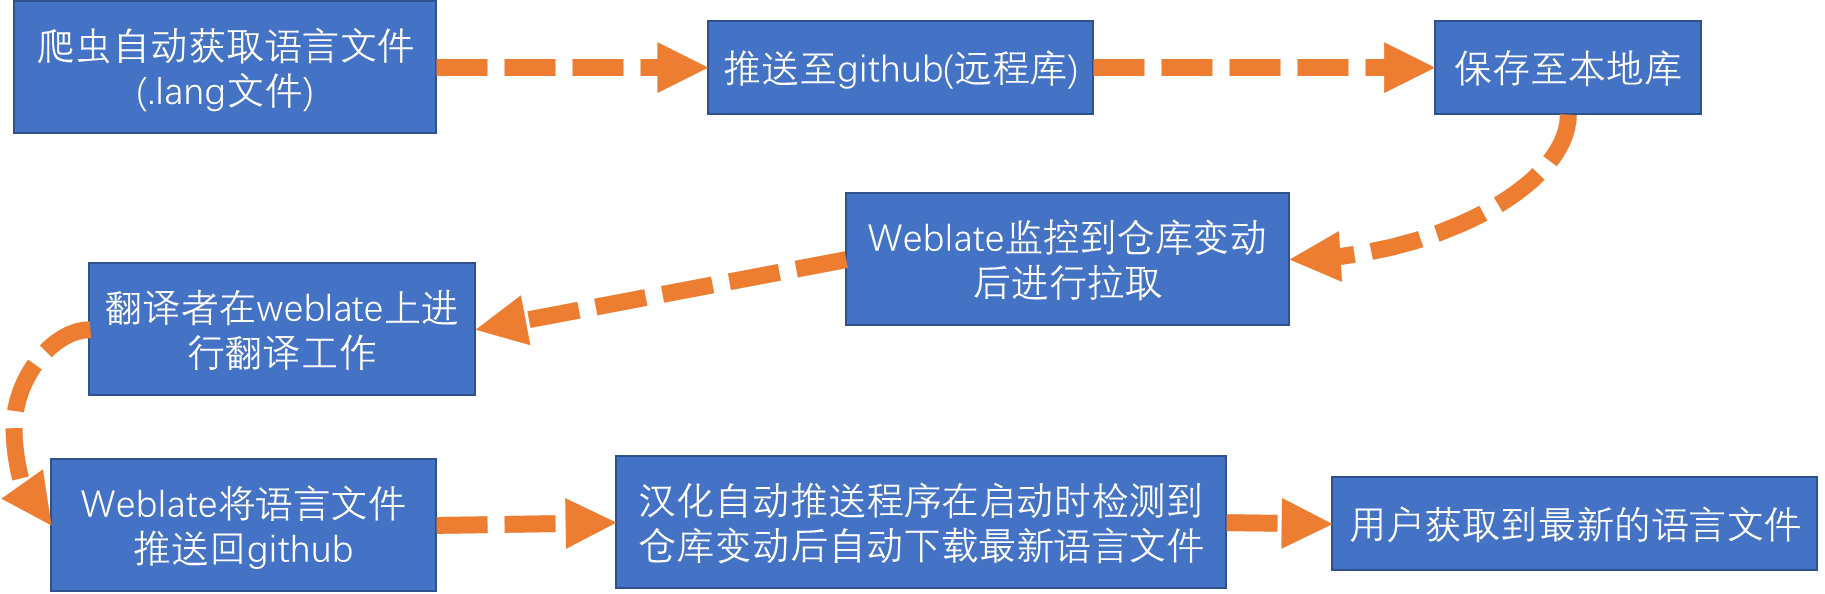 爬虫自动获取语言文件
(.lang文件)
推送至github(远程库)
保存至本地库
Weblate监控到仓库变动
后进行拉取
翻译者在weblate上进
行翻译工作
Weblate将语言文件
推送回github
汉化自动推送程序在启动时检测到
仓库变动后自动下载最新语言文件
用户获取到最新的语言文件